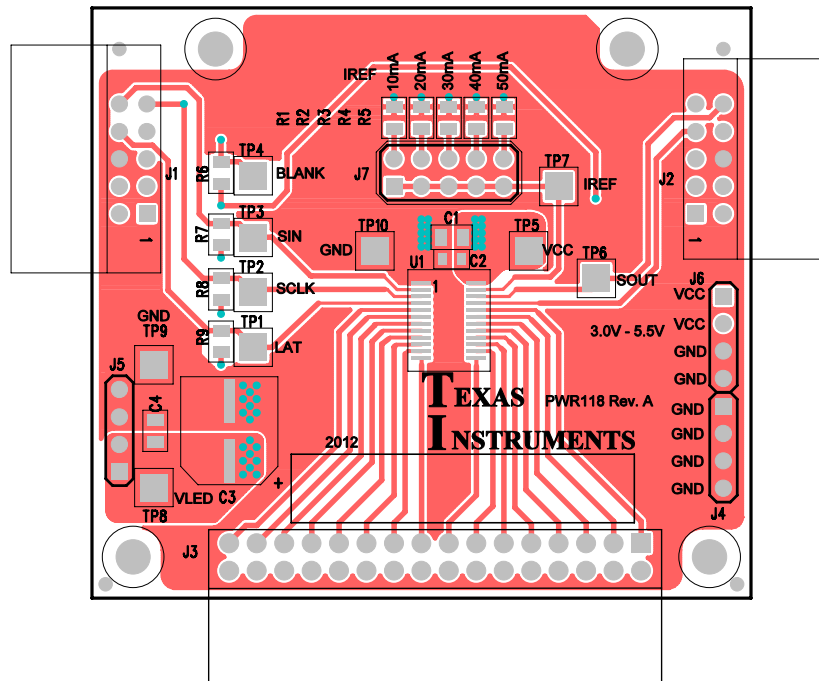 10mA
20mA
30mA
40mA
50mA
IREF
R1
R2
R3
R4
R5
TP4
R6
BLANK
J1
J7
TP7
IREF
J2
TP3
SIN
R7
1
TP10
GND
C1
TP5
VCC
1
U1
C2
TP6
SOUT
TP2
SCLK
R8
1
J6
VCC
GND
TP9
R9
TP1
LAT
VCC
3.0V - 5.5V
GND
J5
GND
C4
TEXAS
PWR118 Rev. A
INSTRUMENTS
GND
GND
2012
GND
VLED
C3
+
GND
TP8
J4
J3